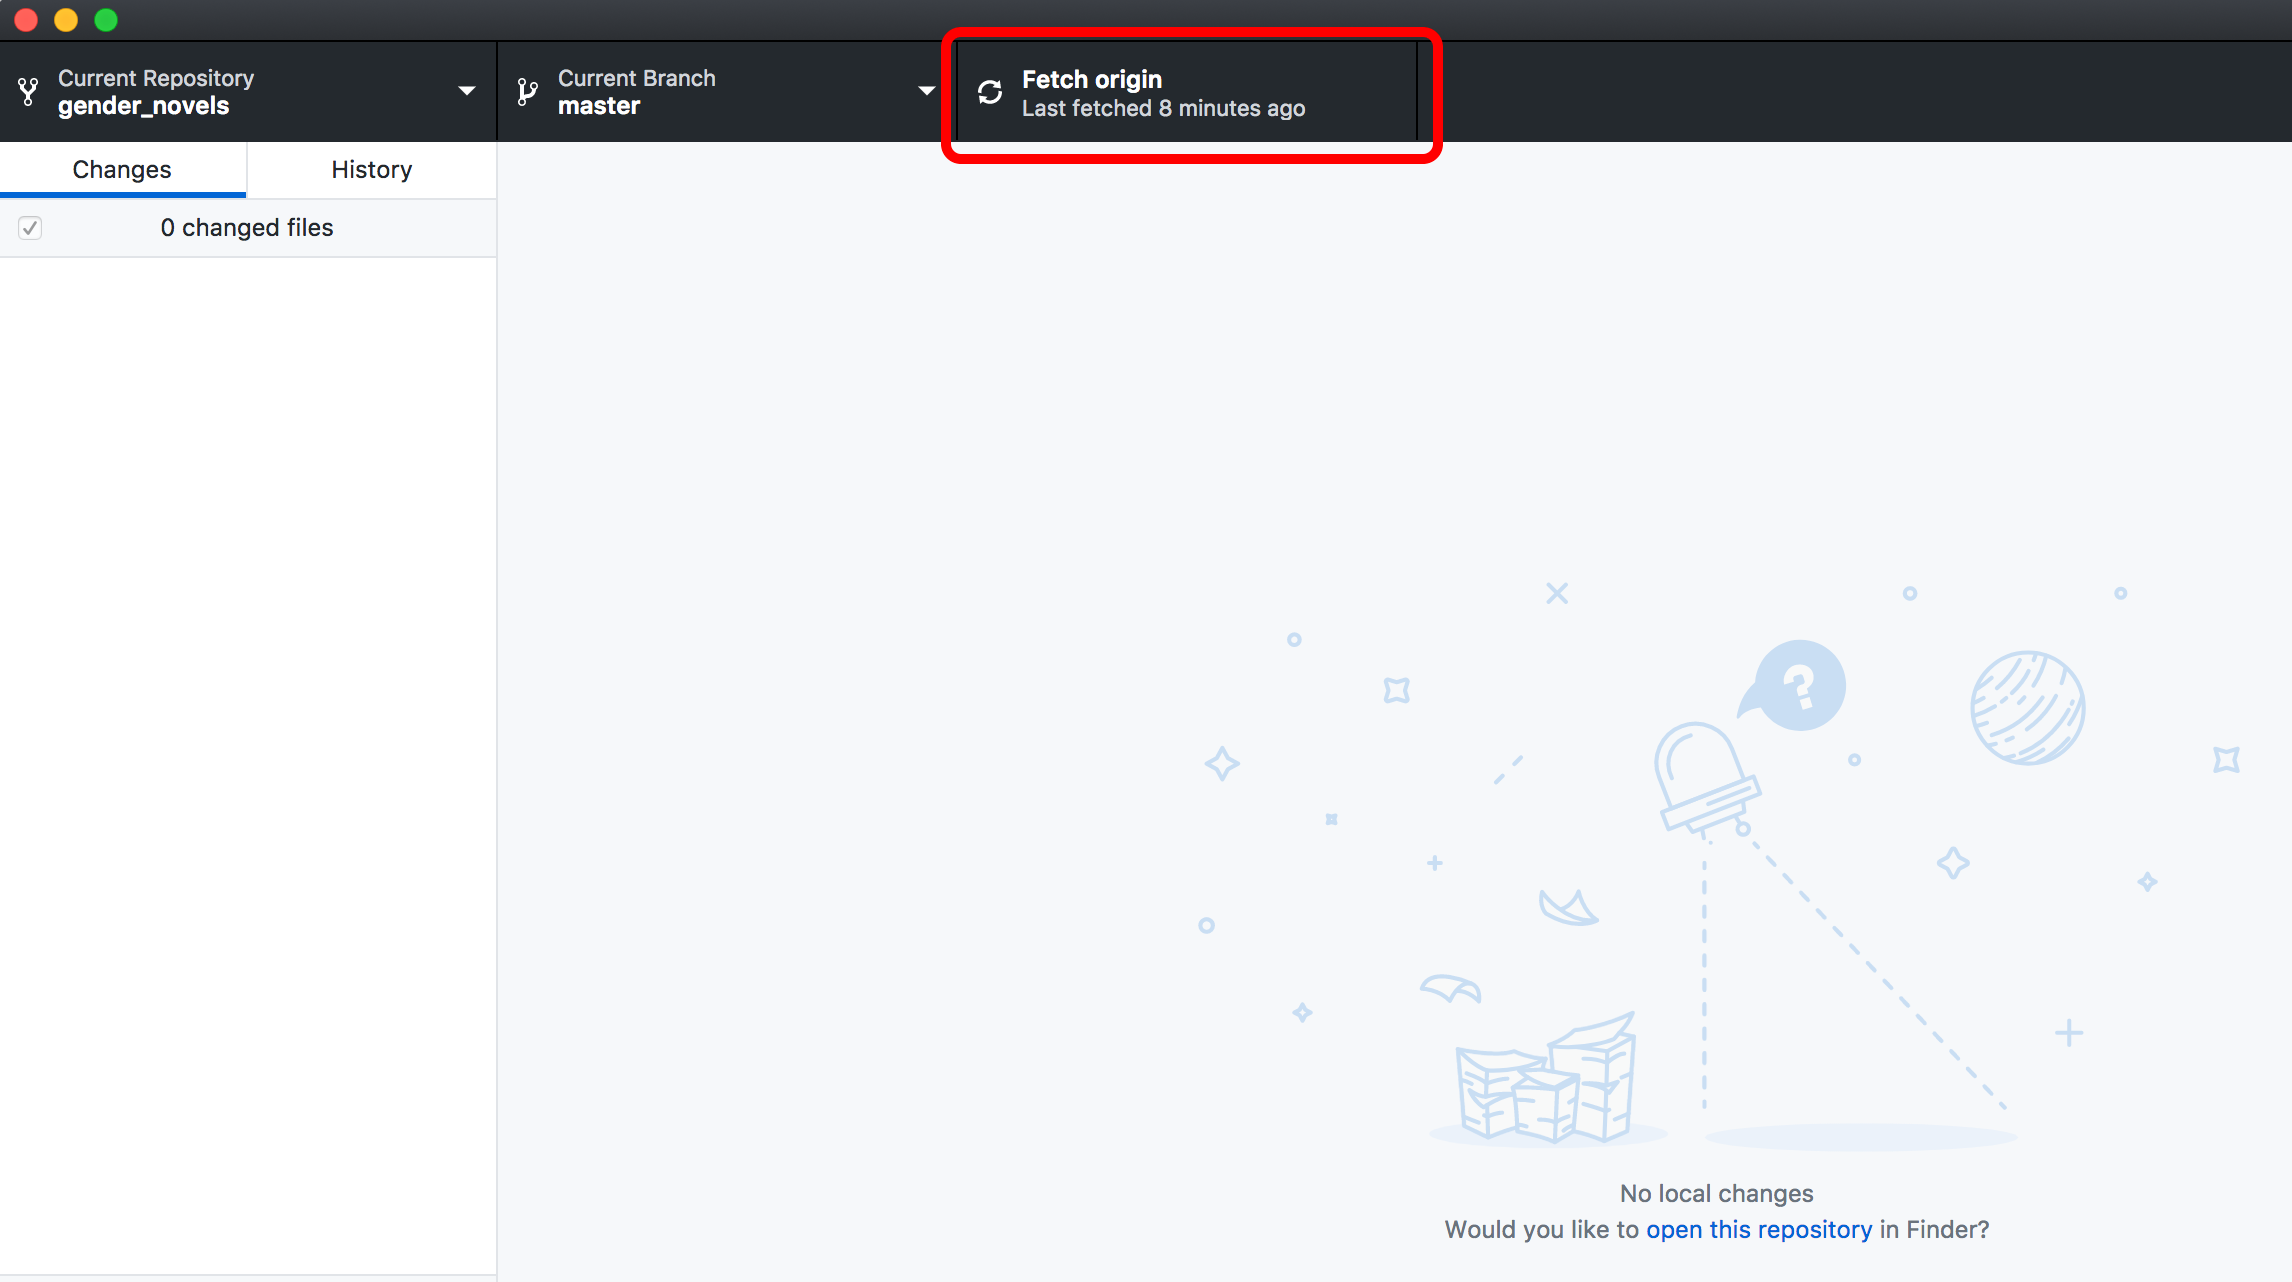 Current Repository
gender_novels
Current Branch
master
Fetch origin
Last fetched 8 minutes ago
Changes
History
0 changed files
?
No local changes
Would you like to open this repository in Finder?